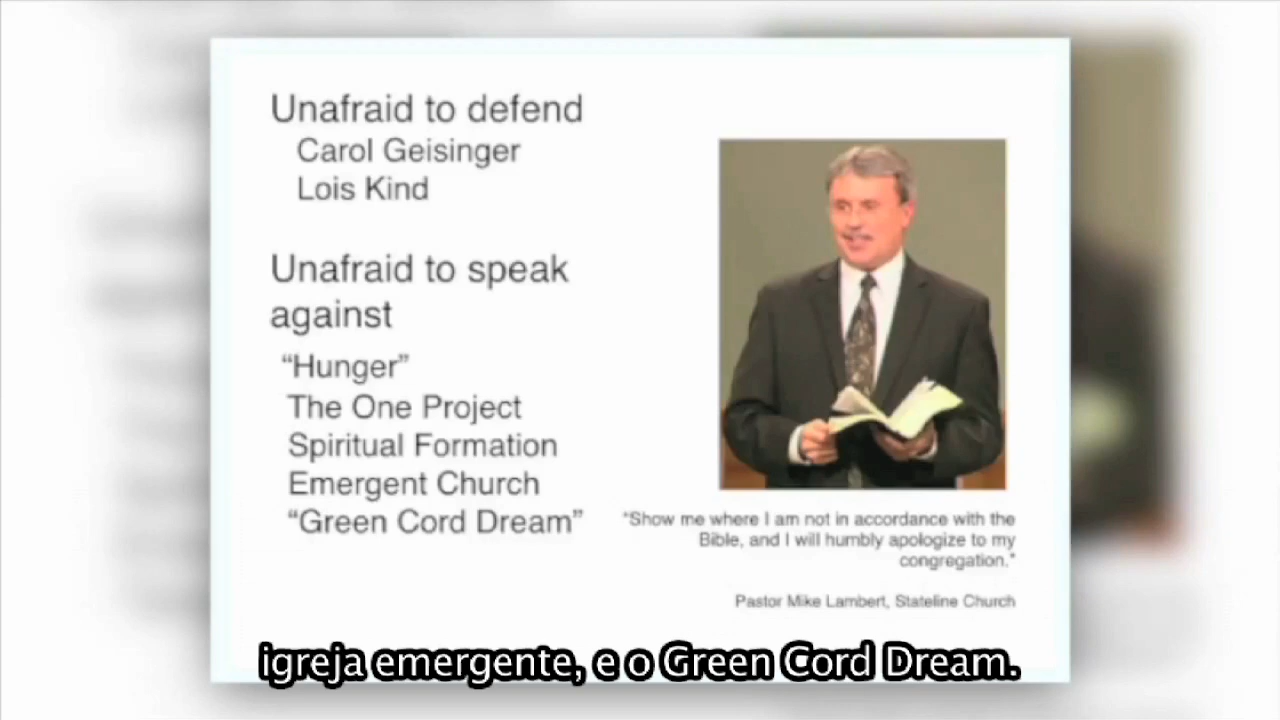 Unafraid to defend
Carol Geisinger
Lois Kind
Unafraid to speak
against
“Hunger”
The One Project
Spiritual Formation
Emergent Church
“Green Cord Dream”
“Show me where I am not in accordance with the
Bible, and I will humbly apologize to my
congregation.”
Pastor Mike Lambert, Stateline Church
igreja emergente, e o Green Cord Dream.